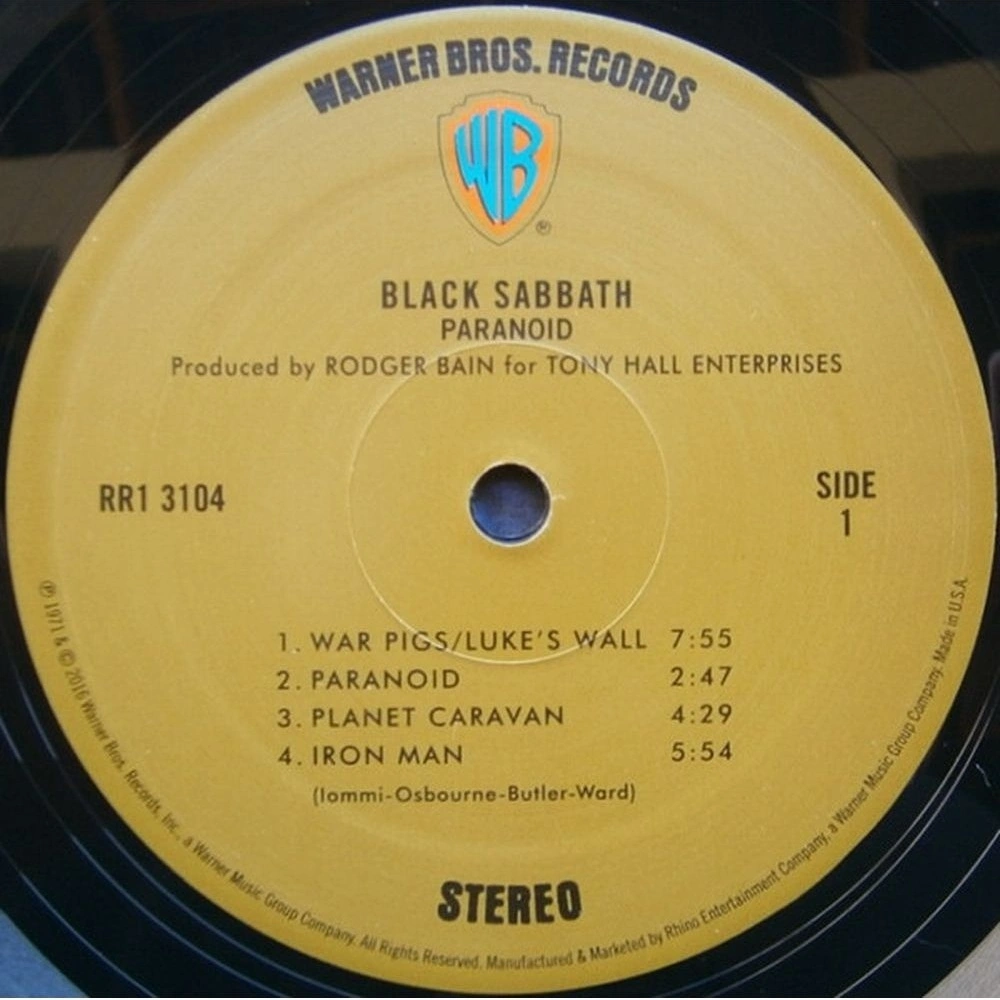 WARNER BROS. RECORDS
WB
®
BLACK SABBATH
PARANOID
Produced by RODGER BAIN for TONY HALL ENTERPRISES
RR1 3104
SIDE
1
1. WAR PIGS/LUKE'S WALL 7:55
2. PARANOID 2:47
3. PLANET CARAVAN 4:29
4. IRON MAN 5:54
(Iommi-Osbourne-Butler-Ward)
STEREO
℗ 1971 & © 2016 Warner Bros. Records, Inc., a Warner Music Group Company. All Rights Reserved. Manufactured & Marketed by Rhino Entertainment Company, a Warner Music Group Company. Made in U.S.A.